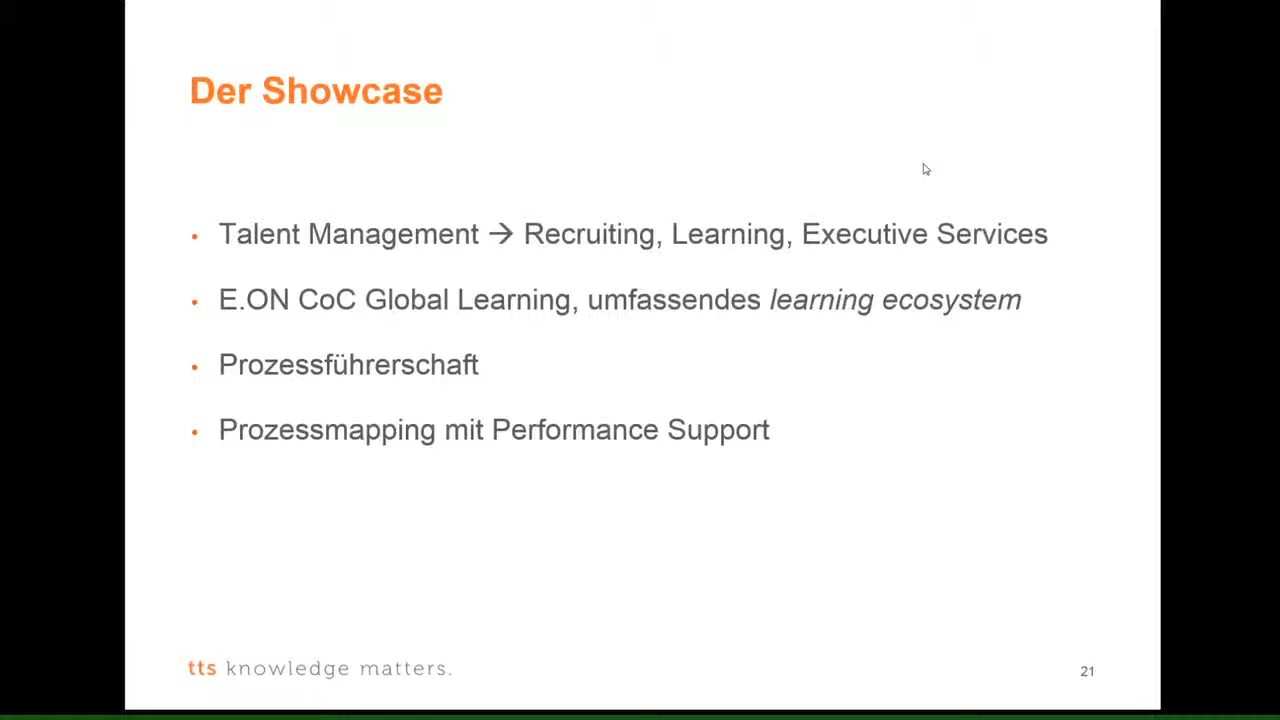 Der Showcase
• Talent Management → Recruiting, Learning, Executive Services
• E.ON CoC Global Learning, umfassendes learning ecosystem
• Prozessführerschaft
• Prozessmapping mit Performance Support
tts knowledge matters.
21